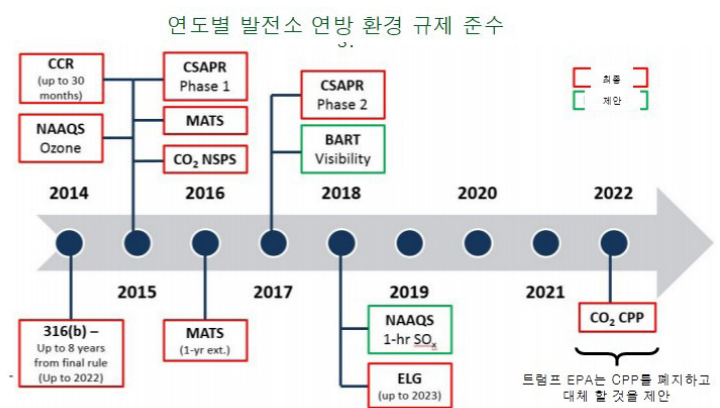 연도별 발전소 연방 환경 규제 준수
CCR
(up to 30
months)
CSAPR
Phase 1
NAAQS
Ozone
MATS
CO₂ NSPS
CSAPR
Phase 2
BART
Visibility
최종
제안
2014
2016
2018
2020
2022
2015
2017
2019
2021
316(b) –
Up to 8 years
from final rule
(Up to 2022)
MATS
(1-yr ext.)
NAAQS
1-hr SOₓ
ELG
(up to 2023)
CO₂ CPP
트럼프 EPA는 CPP를 폐지하고
대체 할 것을 제안